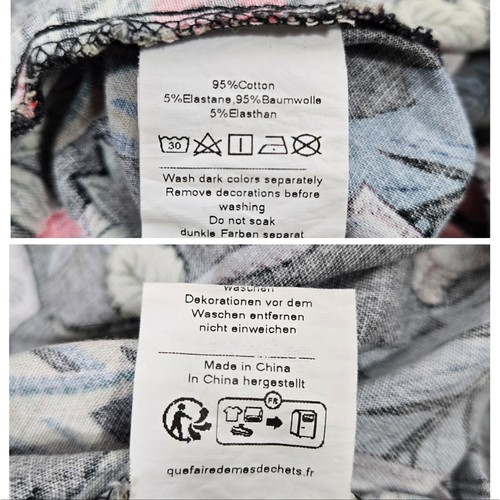 95%Cotton
5%Elastane,95%Baumwolle
5%Elasthan
30
Wash dark colors separately
Remove decorations before
washing
Do not soak
dunkle Farben separat
waschen
Dekorationen vor dem
Waschen entfernen
nicht einweichen
Made in China
In China hergestellt
FR
quefairedemesdechets.fr